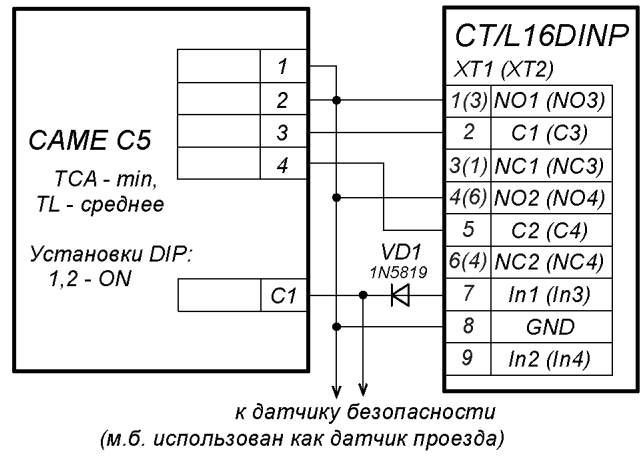 CAME C5
TCA - min,
TL - среднее
Установки DIP:
1,2 - ON
1
2
3
4
C1
VD1
1N5819
CT/L16DINP
XT1 (XT2)
1(3) NO1 (NO3)
2 C1 (C3)
3(1) NC1 (NC3)
4(6) NO2 (NO4)
5 C2 (C4)
6(4) NC2 (NC4)
7 In1 (In3)
8 GND
9 In2 (In4)
к датчику безопасности
(м.б. использован как датчик проезда)